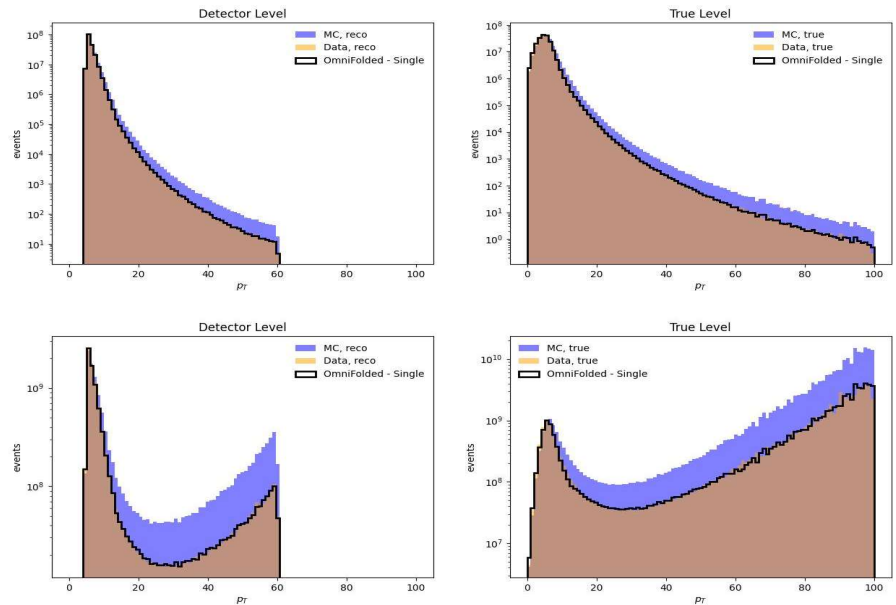 Detector Level
10^8
10^7
10^6
10^5
10^4
10^3
10^2
10^1
events
0 20 40 60 80 100
p_T
MC, reco
Data, reco
OmniFolded - Single
True Level
10^8
10^7
10^6
10^5
10^4
10^3
10^2
10^1
10^0
events
0 20 40 60 80 100
p_T
MC, true
Data, true
OmniFolded - Single
Detector Level
10^9
10^8
events
0 20 40 60 80 100
p_T
MC, reco
Data, reco
OmniFolded - Single
True Level
10^10
10^9
10^8
10^7
events
0 20 40 60 80 100
p_T
MC, true
Data, true
OmniFolded - Single